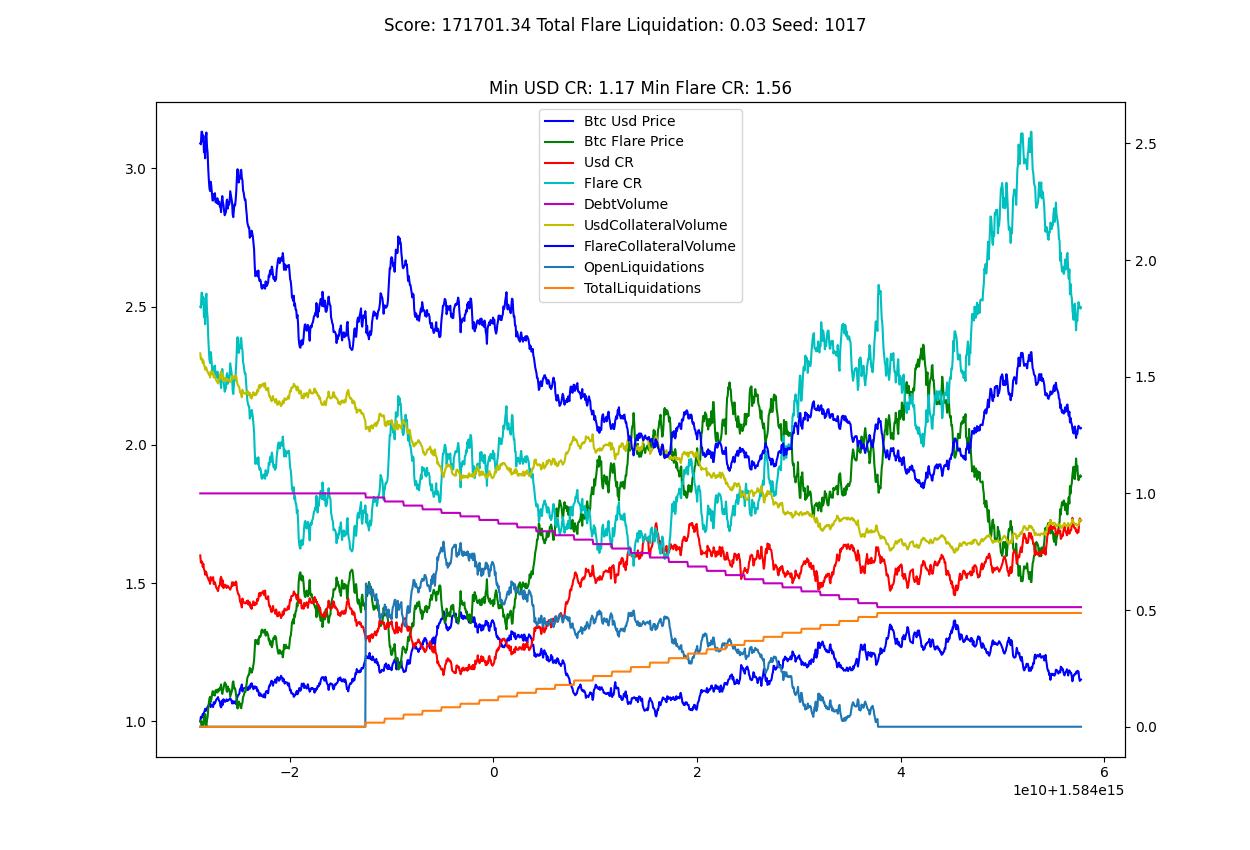 Score: 171701.34 Total Flare Liquidation: 0.03 Seed: 1017
Min USD CR: 1.17 Min Flare CR: 1.56
Btc Usd Price
Btc Flare Price
Usd CR
Flare CR
DebtVolume
UsdCollateralVolume
FlareCollateralVolume
OpenLiquidations
TotalLiquidations
3.0
2.5
2.0
1.5
1.0
2.5
2.0
1.5
1.0
0.5
0.0
−2
0
2
4
6
1e10+1.584e15